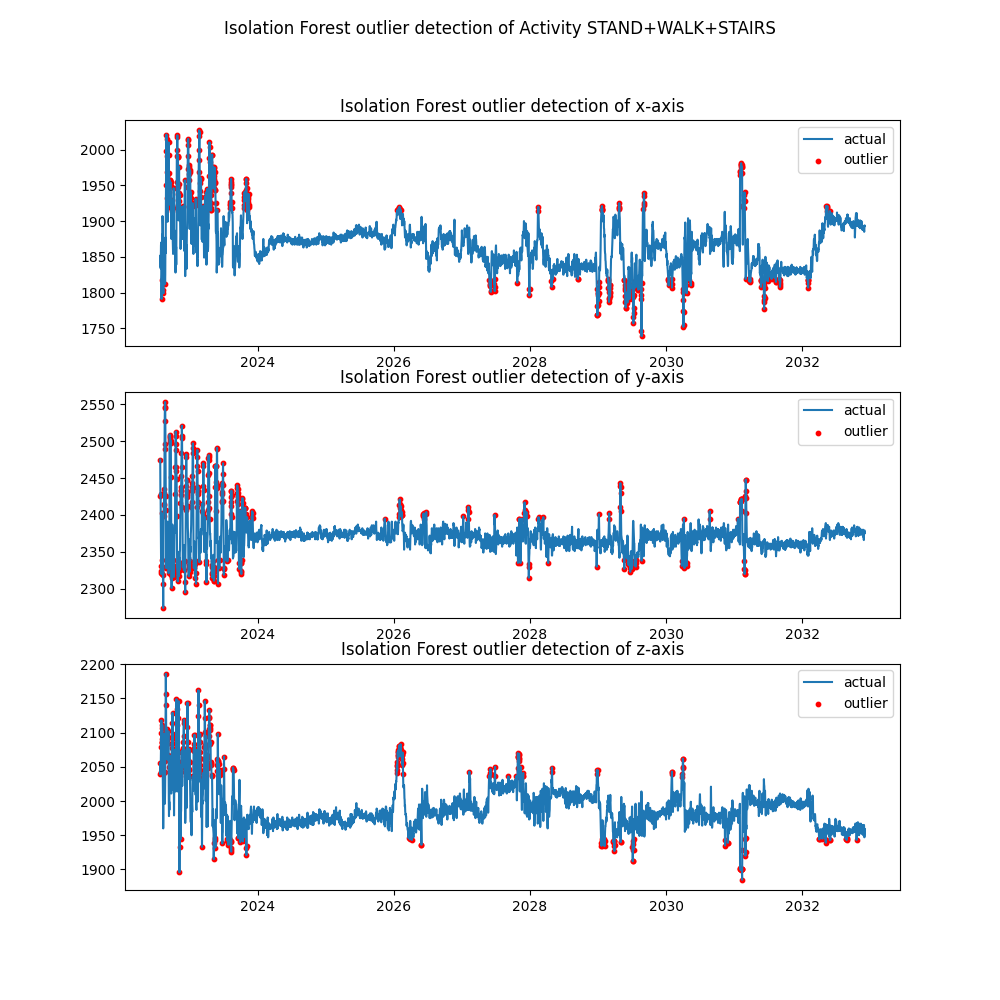 Isolation Forest outlier detection of Activity STAND+WALK+STAIRS
Isolation Forest outlier detection of x-axis
actual
outlier
2000
1950
1900
1850
1800
1750
2024 2026 2028 2030 2032
Isolation Forest outlier detection of y-axis
actual
outlier
2550
2500
2450
2400
2350
2300
2024 2026 2028 2030 2032
Isolation Forest outlier detection of z-axis
actual
outlier
2200
2150
2100
2050
2000
1950
1900
2024 2026 2028 2030 2032